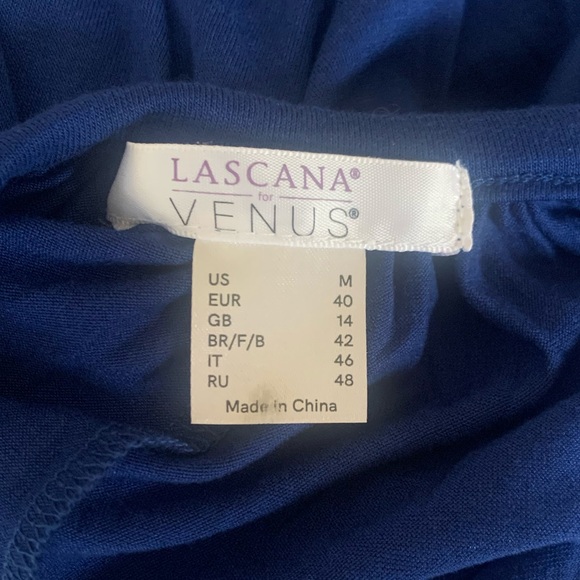 LASCANA®
for
VENUS®
US M
EUR 40
GB 14
BR/F/B 42
IT 46
RU 48
Made in China